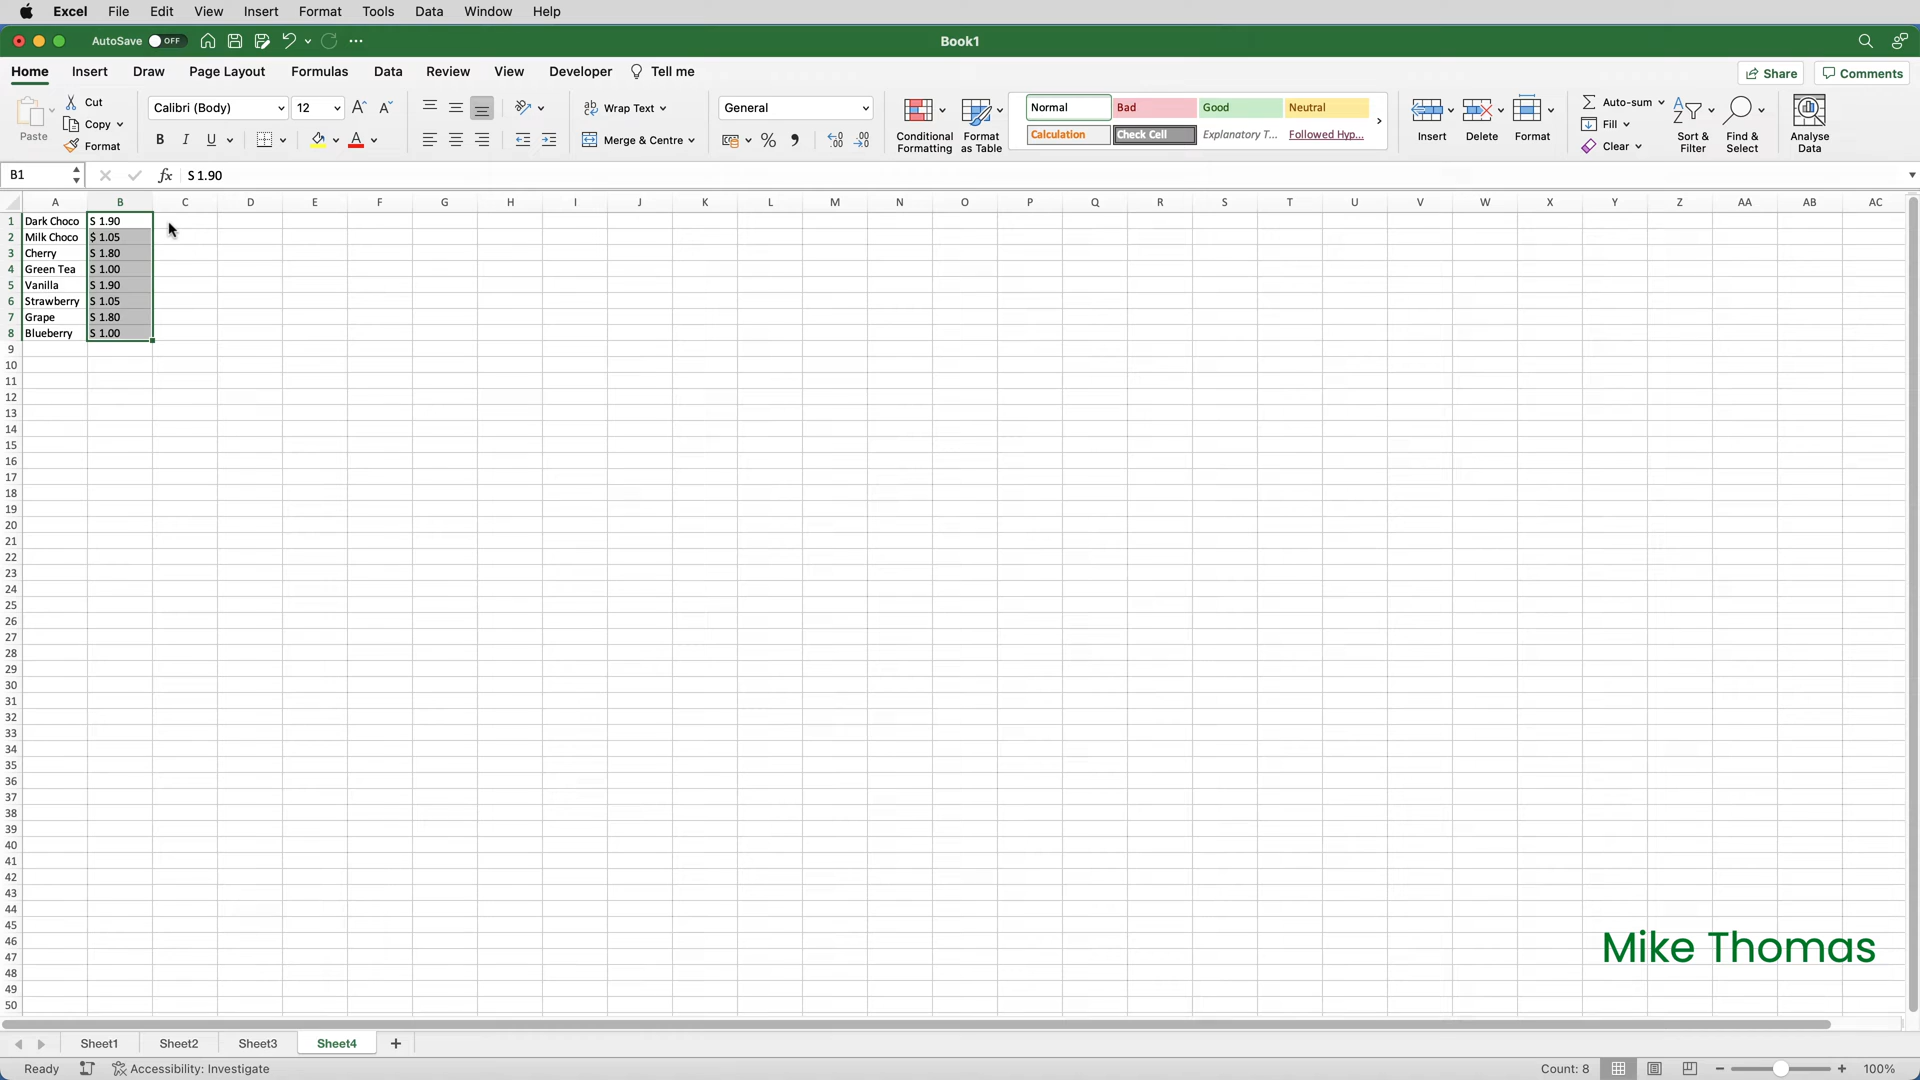 Excel File Edit View Insert Format Tools Data Window Help
AutoSave OFF Book1
Home Insert Draw Page Layout Formulas Data Review View Developer Tell me Share Comments
Paste Cut Copy Format
Calibri (Body) 12
B I U A
ab Wrap Text
Merge & Centre
General
Conditional Formatting
Format as Table
Normal Bad Good Neutral
Calculation Check Cell Explanatory T... Followed Hyp...
Insert Delete Format
Auto-sum
Fill
Clear
Sort & Filter
Find & Select
Analyse Data
B1 fx S 1.90
A B C D E F G H I J K L M N O P Q R S T U V W X Y Z AA AB AC
1 Dark Choco S 1.90
2 Milk Choco $ 1.05
3 Cherry S 1.80
4 Green Tea S 1.00
5 Vanilla S 1.90
6 Strawberry S 1.05
7 Grape S 1.80
8 Blueberry S 1.00
9
10
11
12
13
14
15
16
17
18
19
20
21
22
23
24
25
26
27
28
29
30
31
32
33
34
35
36
37
38
39
40
41
42
43
44
45
46
47
48
49
50
Mike Thomas
Sheet1 Sheet2 Sheet3 Sheet4 +
Ready Accessibility: Investigate Count: 8 100%